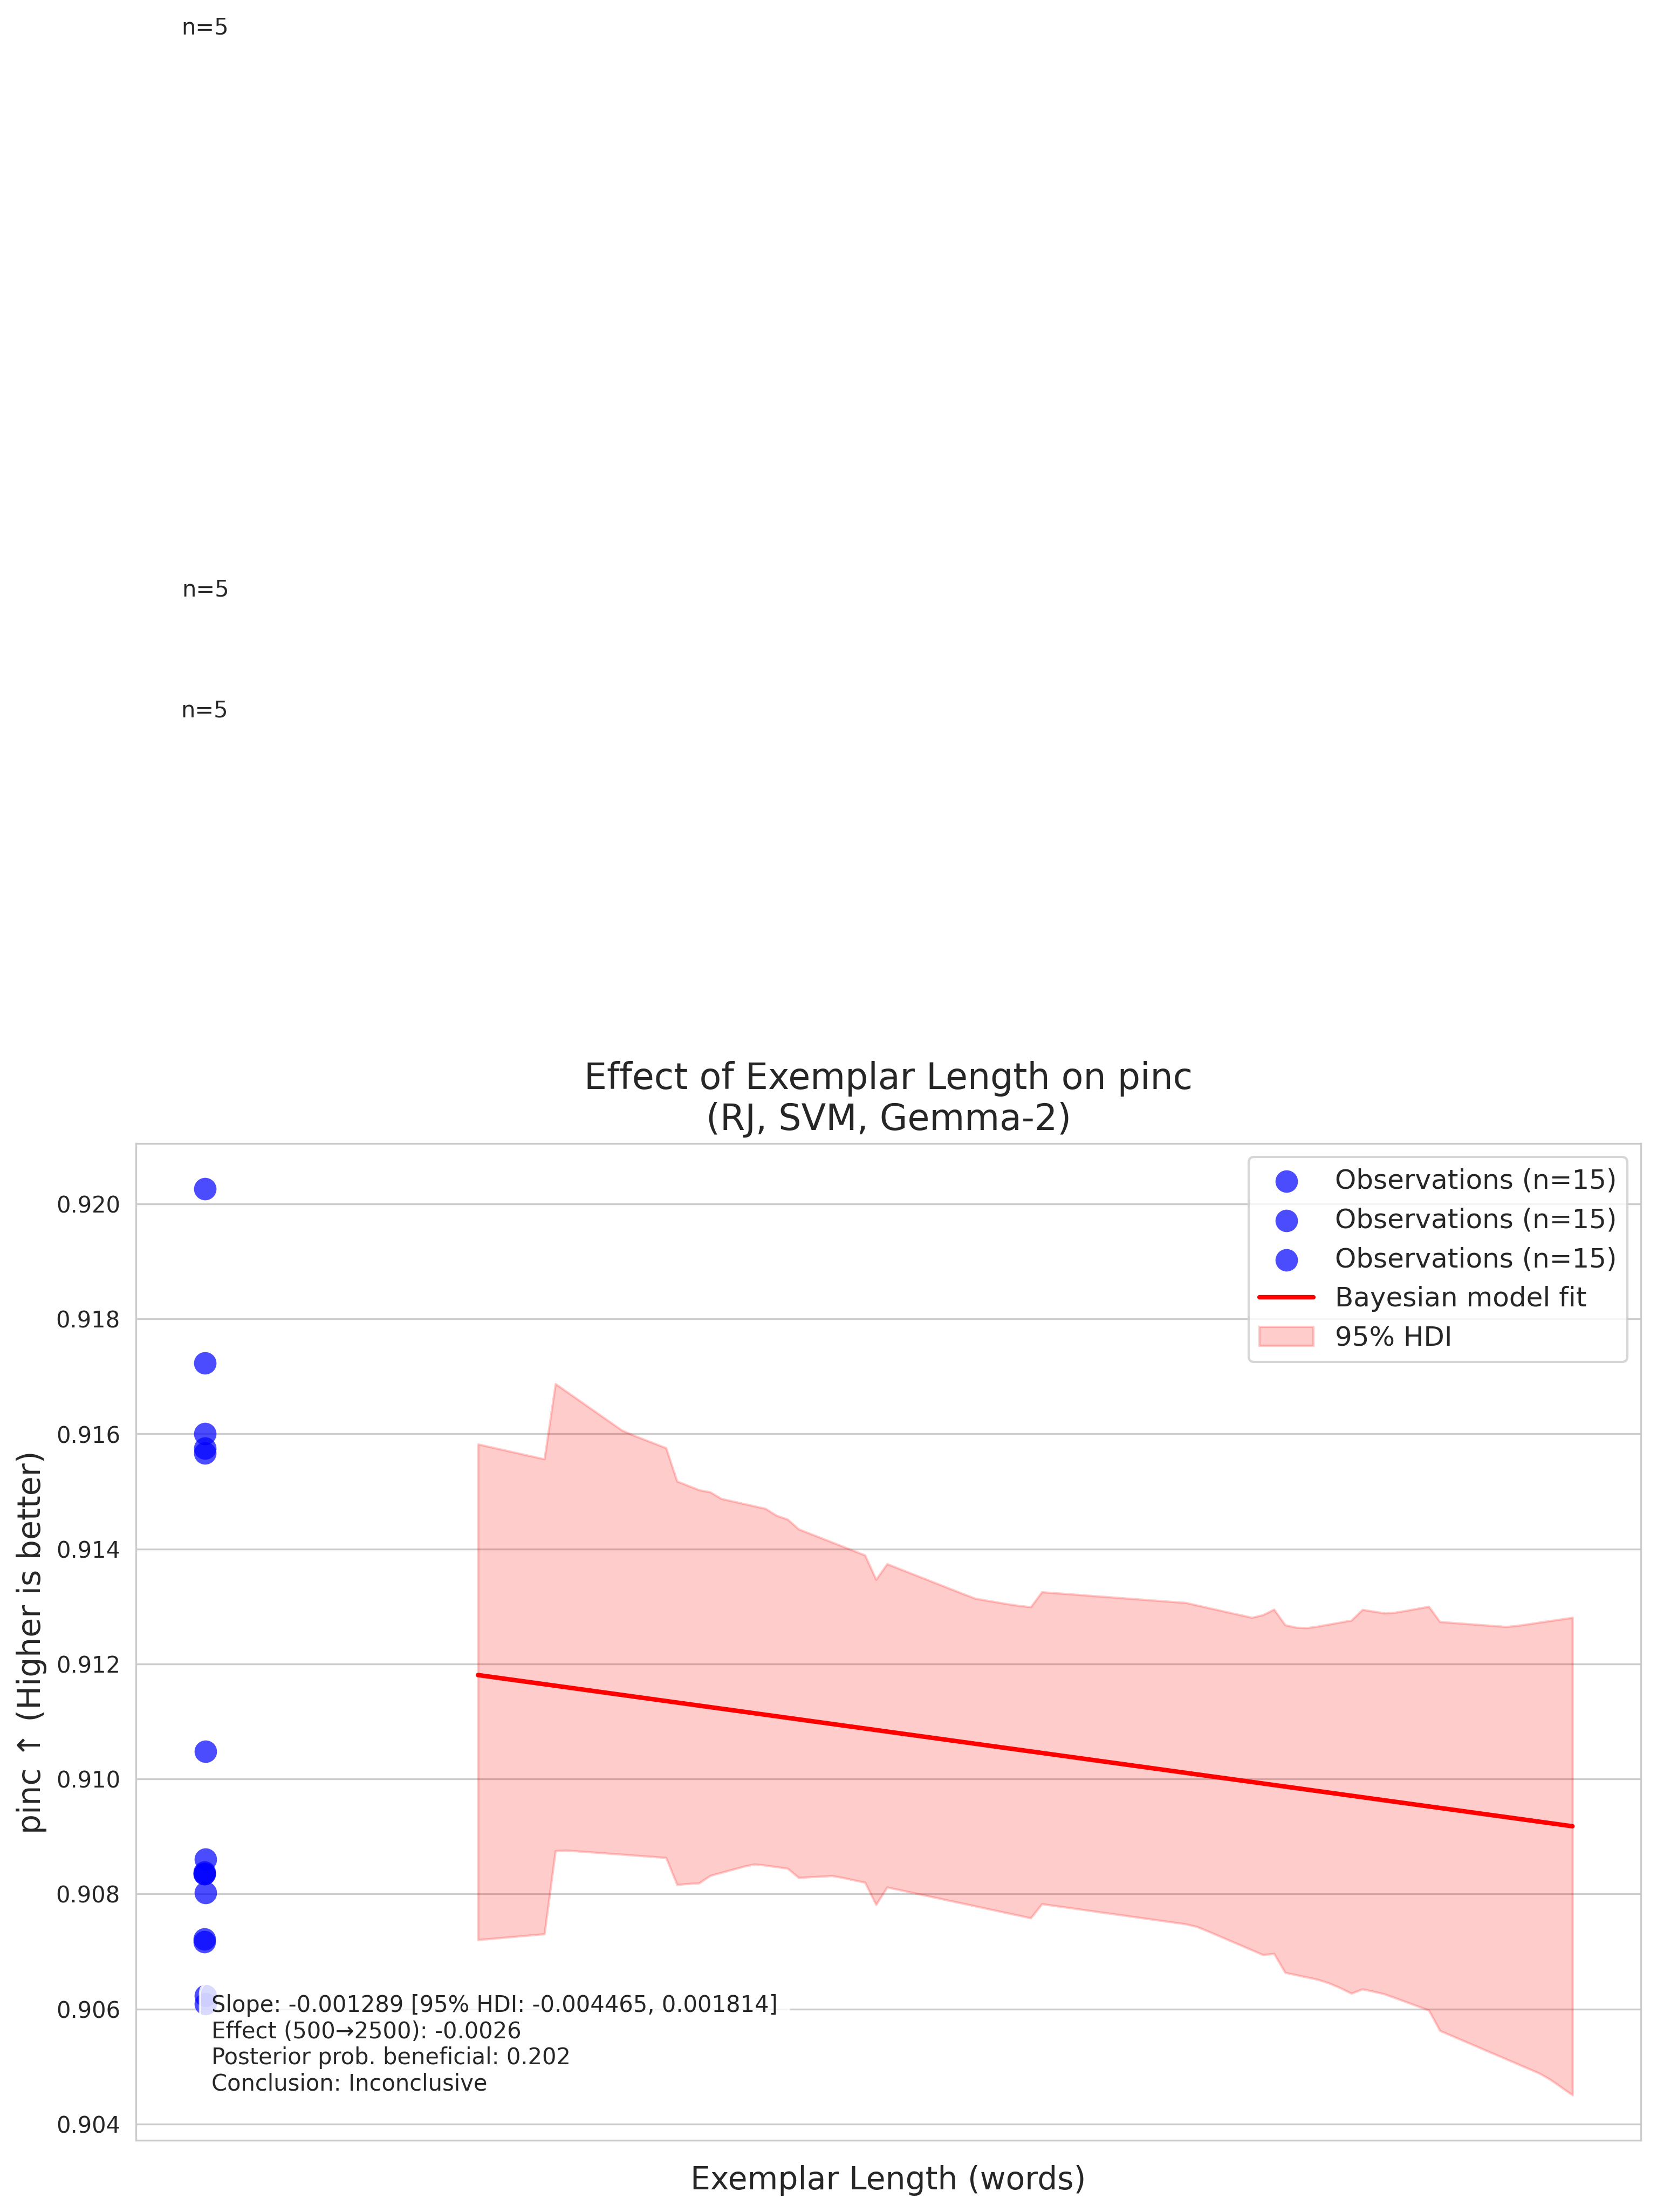 n=5
n=5
n=5
Effect of Exemplar Length on pinc
(RJ, SVM, Gemma-2)
Observations (n=15)
Observations (n=15)
Observations (n=15)
Bayesian model fit
95% HDI
pinc ↑ (Higher is better)
0.920
0.918
0.916
0.914
0.912
0.910
0.908
0.906
0.904
Slope: -0.001289 [95% HDI: -0.004465, 0.001814]
Effect (500→2500): -0.0026
Posterior prob. beneficial: 0.202
Conclusion: Inconclusive
Exemplar Length (words)